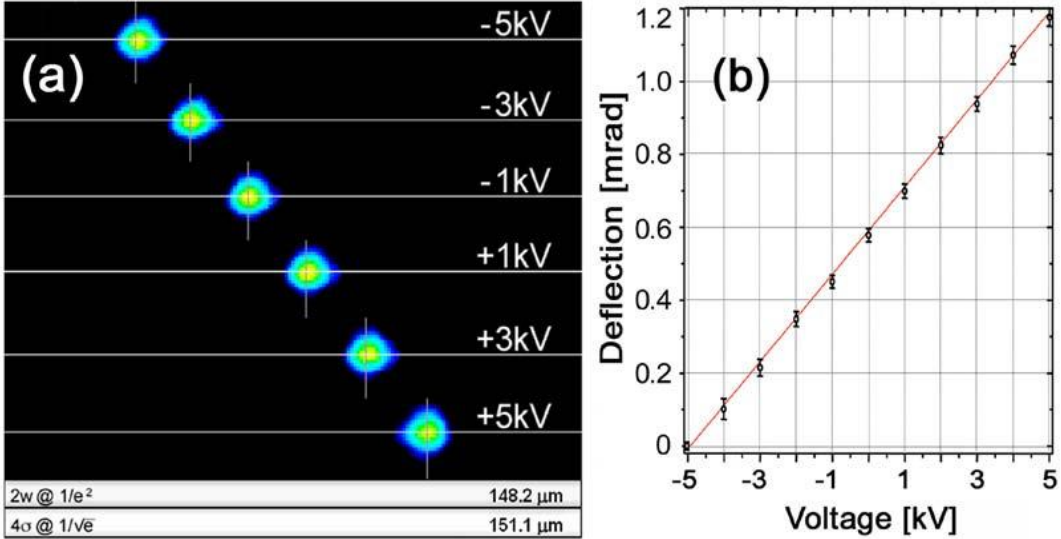 (a)
-5kV
-3kV
-1kV
+1kV
+3kV
+5kV
2w @ 1/e²
148.2 μm
4σ @ 1/√e
151.1 μm
(b)
Deflection [mrad]
1.2
1.0
0.8
0.6
0.4
0.2
0
-5 -3 -1 1 3 5
Voltage [kV]